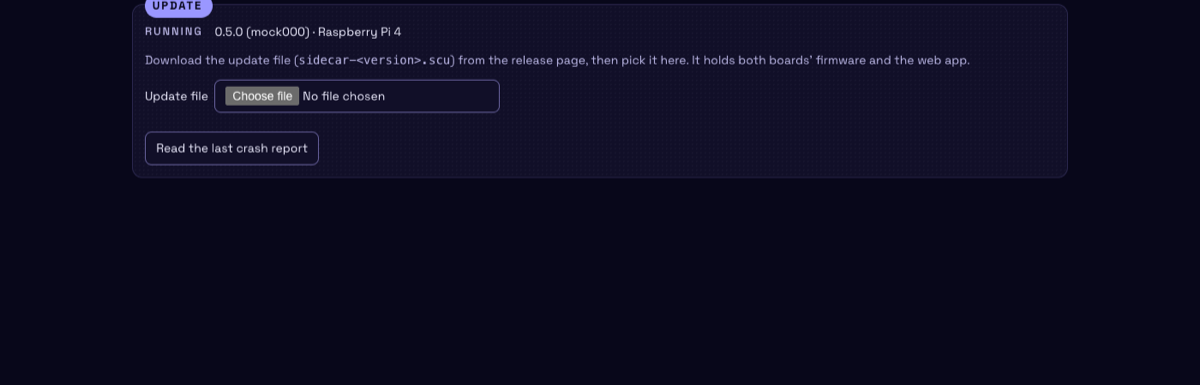 UPDATE
RUNNING 0.5.0 (mock000) · Raspberry Pi 4
Download the update file (sidecar-<version>.scu) from the release page, then pick it here. It holds both boards' firmware and the web app.
Update file Choose file No file chosen
Read the last crash report